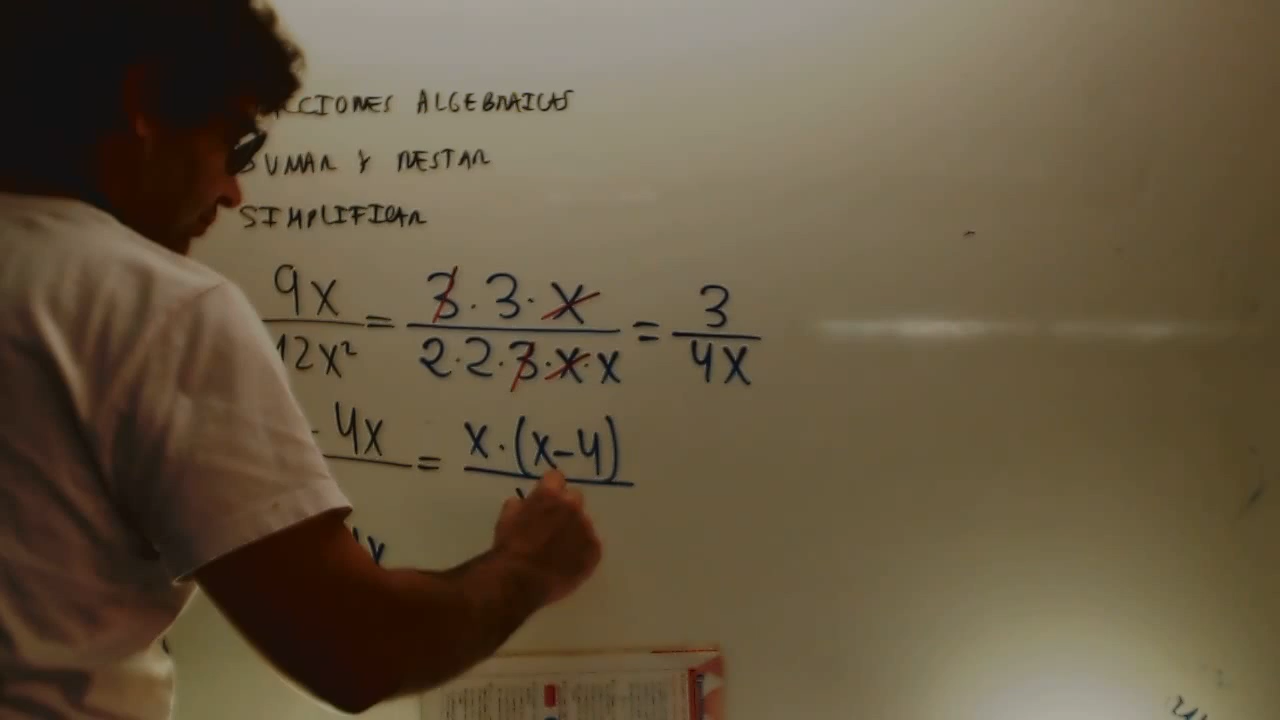 ACCIONES ALGEBRAICAS
SUMAR Y RESTAR
SIMPLIFICAR
9x/12x² = 3·3·x/2·2·3·x·x = 3/4x
- 4x = x·(x-4)